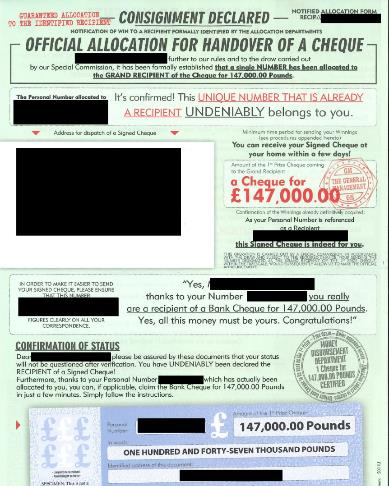 GUARANTEED ALLOCATION
TO THE IDENTIFIED RECIPIENT
CONSIGNMENT DECLARED
NOTIFIED ALLOCATION FORM
NOTIFICATION OF WIN TO A RECIPIENT FORMALLY IDENTIFIED BY THE ALLOCATION DEPARTMENTS
OFFICIAL ALLOCATION FOR HANDOVER OF A CHEQUE
further to our rules and to the draw carried out
by our Special Commission, it has been formally established that a single NUMBER has been allocated to
the GRAND RECIPIENT of the Cheque for 147,000.00 Pounds.
The Personal Number allocated to
It's confirmed! This UNIQUE NUMBER THAT IS ALREADY
A RECIPIENT UNDENIABLY belongs to you.
Address for dispatch of a Signed Cheque
Minimum time period for sending your Winnings
(see procedures appended hereto)
You can receive your Signed Cheque at
your home within a few days!
Amount of the 1st Prize Cheque coming
to the Grand Recipient
a Cheque for
£147,000.00
THE GENERAL
MANAGEMENT
Confirmation of the Winnings already definitively acquired:
As your Personal Number is referenced
as a Recipient
this Signed Cheque is indeed for you.
IN ORDER TO MAKE IT EASIER TO SEND
YOUR SIGNED CHEQUE, PLEASE ENSURE
THAT THIS NUMBER
FIGURES CLEARLY ON ALL YOUR
CORRESPONDENCE.
"Yes, /
thanks to your Number you really
are a recipient of a Bank Cheque for 147,000.00 Pounds.
Yes, all this money must be yours. Congratulations!"
CONFIRMATION OF STATUS
Dear please be assured by these documents that your status
will not be questioned after verification. You have UNDENIABLY been declared the
RECIPIENT of a Signed Cheque!
Furthermore, thanks to your Personal Number which has actually been
allocated to you, you can, if applicable, claim the Bank Cheque for 147,000.00 Pounds
in just a few minutes. Simply follow the instructions.
MONEY
DISBURSEMENT
DEPARTMENT
1 Cheque for
147,000.00 POUNDS
CERTIFIED
Personal
Number:
Amount of the 1st Prize Cheque:
147,000.00 Pounds
In words:
ONE HUNDRED AND FORTY-SEVEN THOUSAND POUNDS
Identified address of this document: